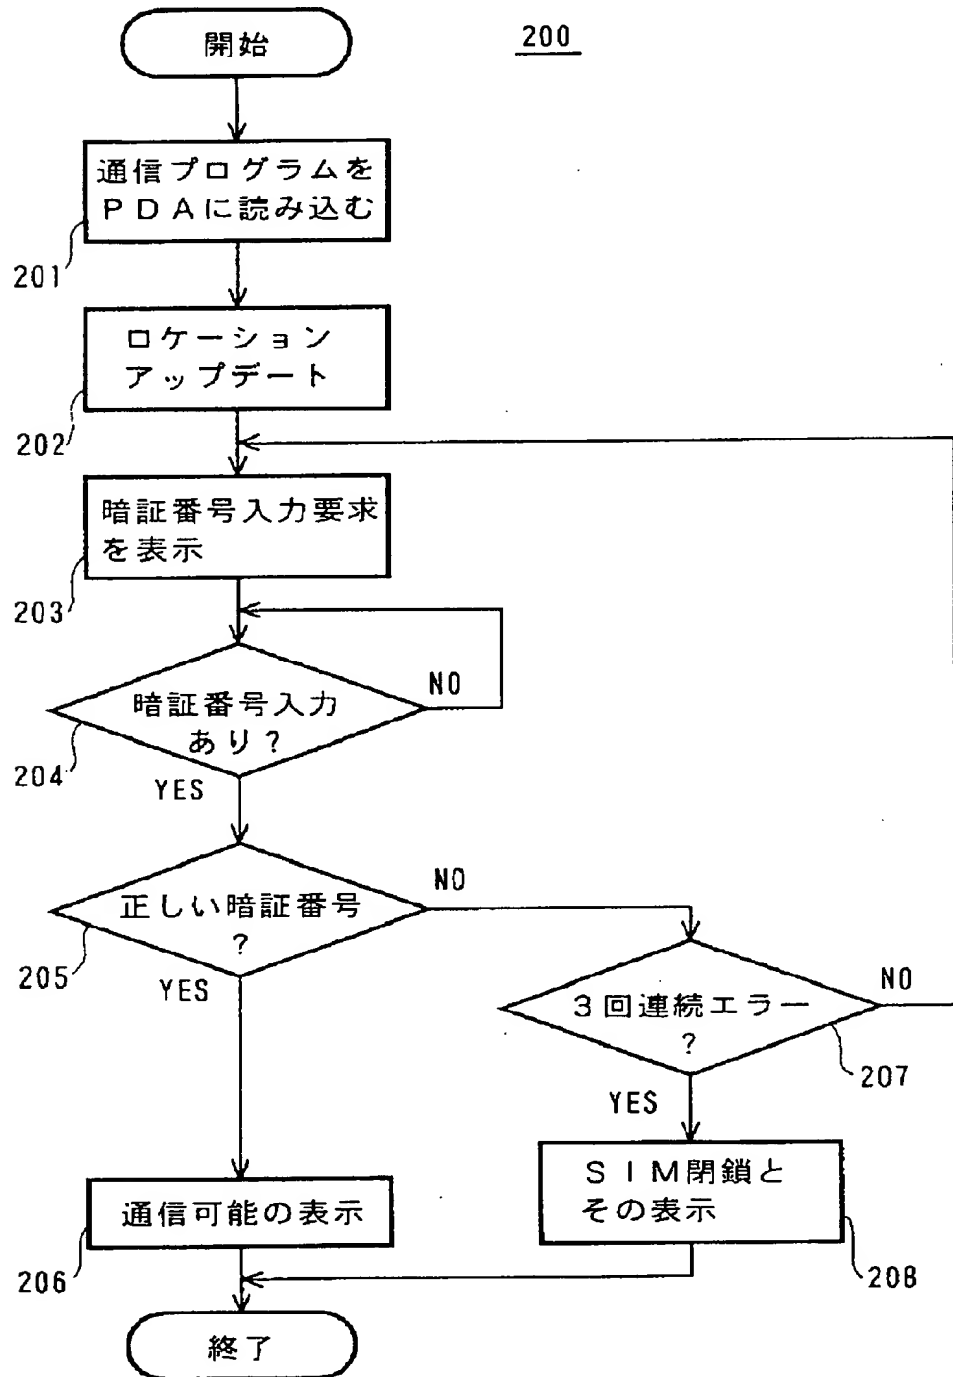 開始
200
通信プログラムを
PDAに読み込む
201
ロケーション
アップデート
202
暗証番号入力要求
を表示
203
暗証番号入力
あり?
NO
204
YES
正しい暗証番号
?
NO
205
YES
3回連続エラー
?
NO
207
YES
通信可能の表示
206
SIM閉鎖と
その表示
208
終了